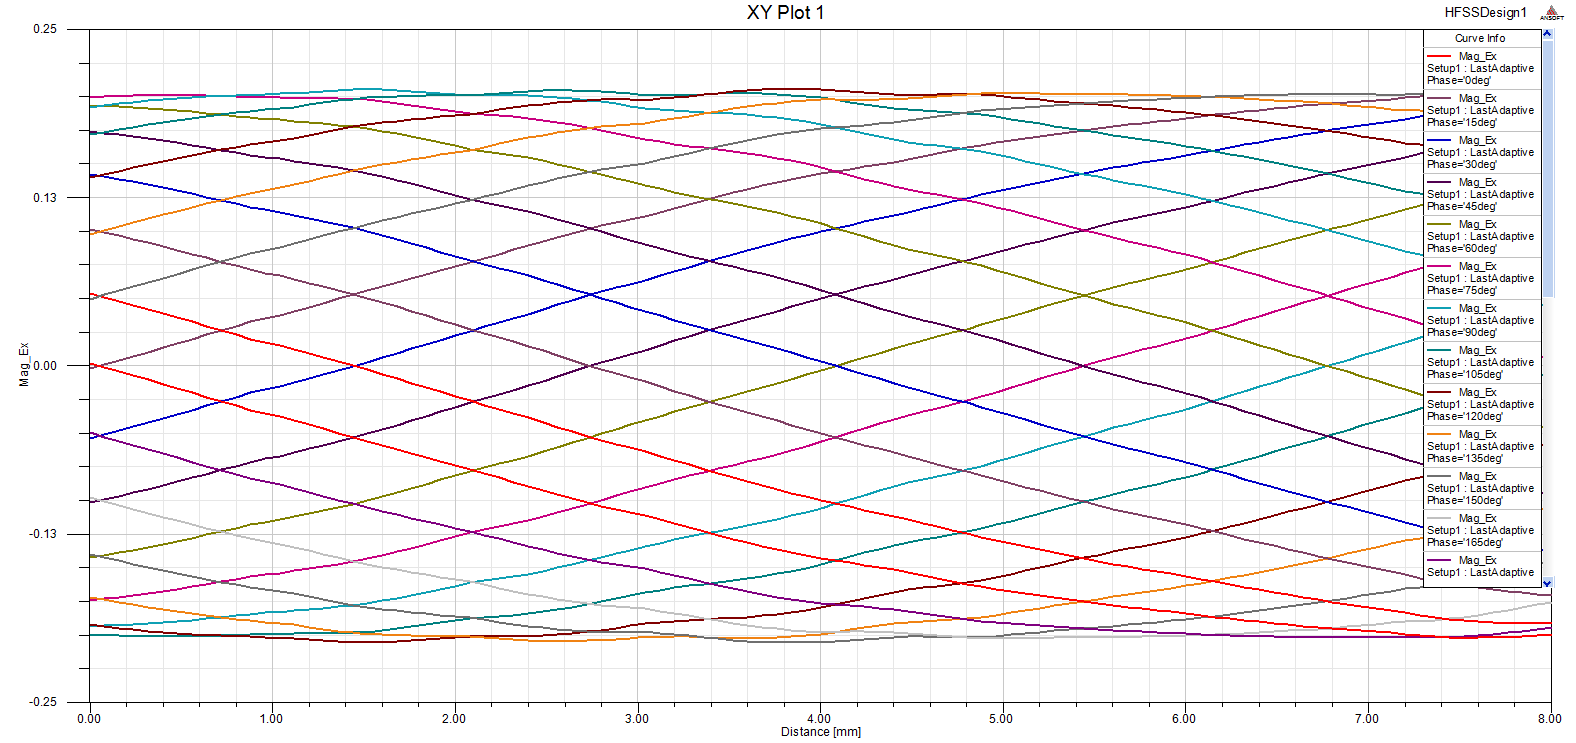 XY Plot 1
HFSSDesign1
ANSOFT
Curve Info
Mag_Ex
Setup1 : LastAdaptive
Phase='0deg'
Mag_Ex
Setup1 : LastAdaptive
Phase='15deg'
Mag_Ex
Setup1 : LastAdaptive
Phase='30deg'
Mag_Ex
Setup1 : LastAdaptive
Phase='45deg'
Mag_Ex
Setup1 : LastAdaptive
Phase='60deg'
Mag_Ex
Setup1 : LastAdaptive
Phase='75deg'
Mag_Ex
Setup1 : LastAdaptive
Phase='90deg'
Mag_Ex
Setup1 : LastAdaptive
Phase='105deg'
Mag_Ex
Setup1 : LastAdaptive
Phase='120deg'
Mag_Ex
Setup1 : LastAdaptive
Phase='135deg'
Mag_Ex
Setup1 : LastAdaptive
Phase='150deg'
Mag_Ex
Setup1 : LastAdaptive
Phase='165deg'
Mag_Ex
Setup1 : LastAdaptive
0.25
0.13
0.00
-0.13
-0.25
Mag_Ex
0.00 1.00 2.00 3.00 4.00 5.00 6.00 7.00 8.00
Distance [mm]